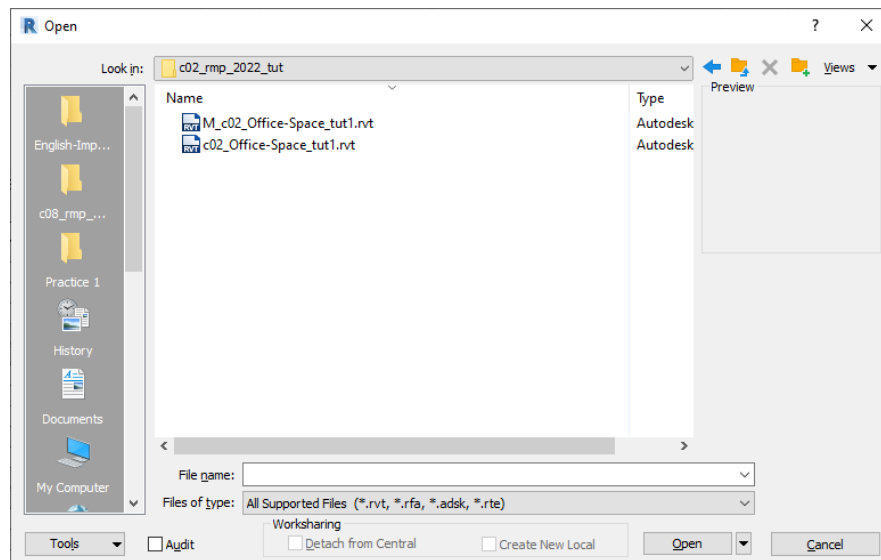 Open
Look in:
c02_rmp_2022_tut
Views
Name
Type
Preview
M_c02_Office-Space_tut1.rvt
Autodesk
c02_Office-Space_tut1.rvt
Autodesk
English-Imp...
c08_rmp_...
Practice 1
History
Documents
My Computer
File name:
Files of type:
All Supported Files (*.rvt, *.rfa, *.adsk, *.rte)
Tools
Audit
Worksharing
Detach from Central
Create New Local
Open
Cancel